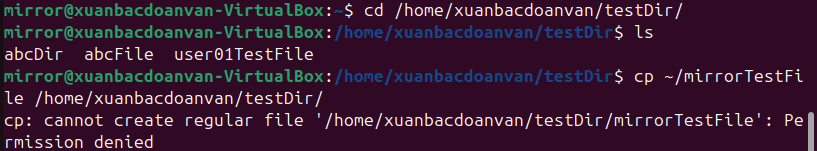 mirror@xuanbacdoanvan-VirtualBox:~$ cd /home/xuanbacdoanvan/testDir/
mirror@xuanbacdoanvan-VirtualBox:/home/xuanbacdoanvan/testDir$ ls
abcDir  abcFile  user01TestFile
mirror@xuanbacdoanvan-VirtualBox:/home/xuanbacdoanvan/testDir$ cp ~/mirrorTestFi
le /home/xuanbacdoanvan/testDir/
cp: cannot create regular file '/home/xuanbacdoanvan/testDir/mirrorTestFile': Pe
rmission denied